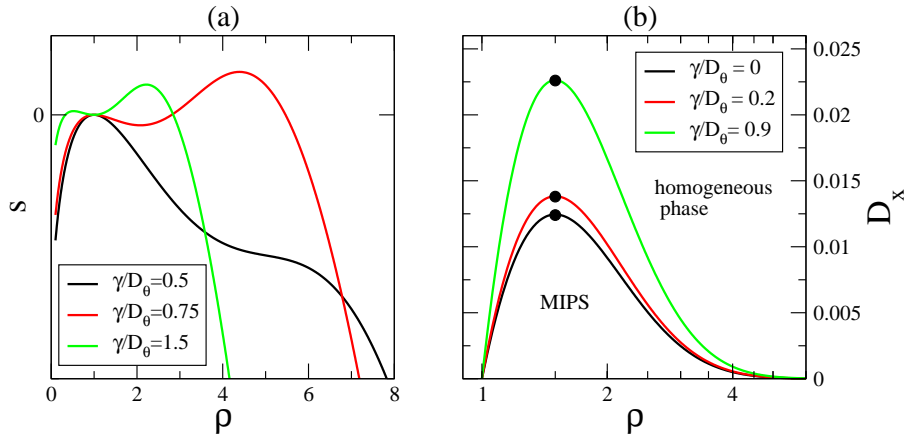 (a)
0
s
γ/D_θ=0.5
γ/D_θ=0.75
γ/D_θ=1.5
0 2 4 6 8
ρ
(b)
γ/D_θ = 0
γ/D_θ = 0.2
γ/D_θ = 0.9
homogeneous
phase
MIPS
0.025
0.02
0.015
0.01
0.005
0
D_x
1 2 4
ρ